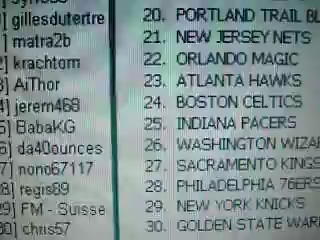 gillesdutertre
matra2b
krachtom
AiThor
jerem468
BabaKG
da40ounces
nono67117
regis89
FM - Suisse
chris57
20. PORTLAND TRAIL BL
21. NEW JERSEY NETS
22. ORLANDO MAGIC
23. ATLANTA HAWKS
24. BOSTON CELTICS
25. INDIANA PACERS
26. WASHINGTON WIZA
27. SACRAMENTO KINGS
28. PHILADELPHIA 76ERS
29. NEW YORK KNICKS
30. GOLDEN STATE WAR